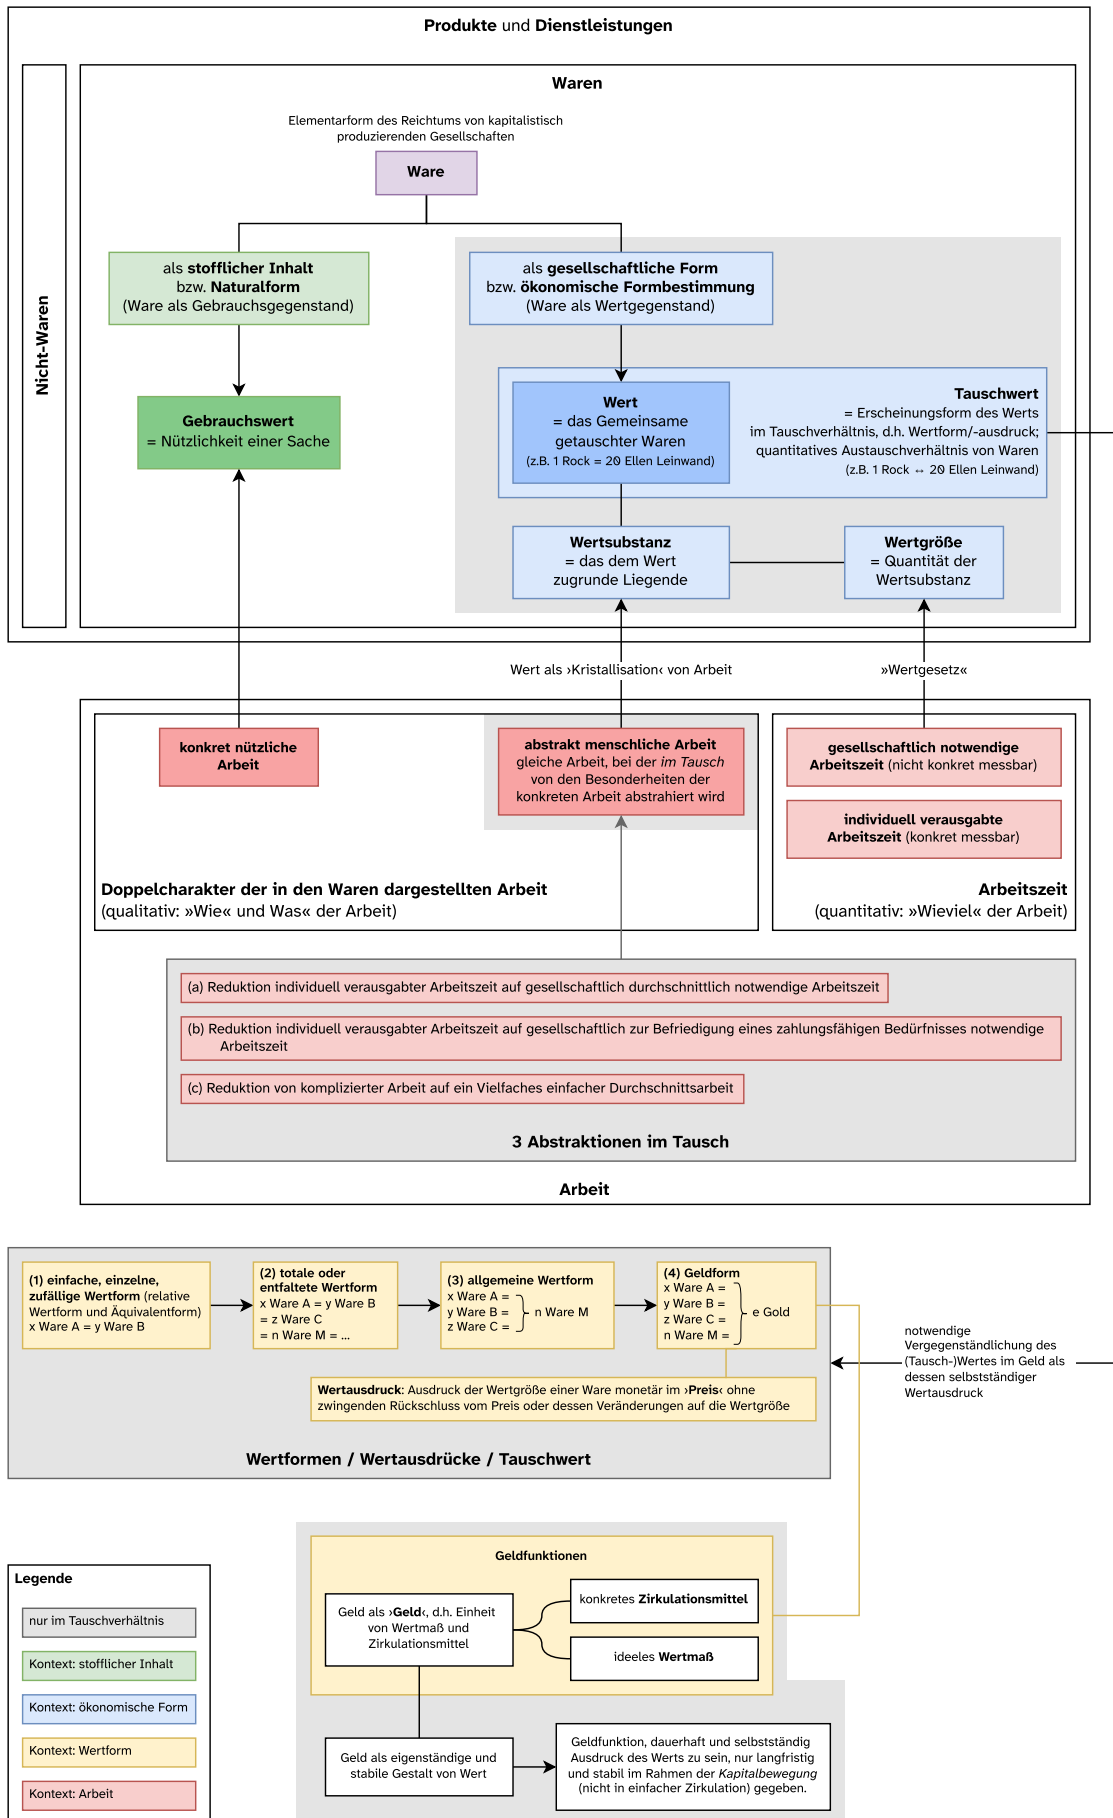 Produkte und Dienstleistungen
Nicht-Waren
Waren
Elementarform des Reichtums von kapitalistisch
produzierenden Gesellschaften
Ware
als stofflicher Inhalt
bzw. Naturalform
(Ware als Gebrauchsgegenstand)
als gesellschaftliche Form
bzw. ökonomische Formbestimmung
(Ware als Wertgegenstand)
Gebrauchswert
= Nützlichkeit einer Sache
Wert
= das Gemeinsame
getauschter Waren
(z.B. 1 Rock = 20 Ellen Leinwand)
Tauschwert
= Erscheinungsform des Werts
im Tauschverhältnis, d.h. Wertform/-ausdruck;
quantitatives Austauschverhältnis von Waren
(z.B. 1 Rock ↔ 20 Ellen Leinwand)
Wertsubstanz
= das dem Wert
zugrunde Liegende
Wertgröße
= Quantität der
Wertsubstanz
Wert als ›Kristallisation‹ von Arbeit
»Wertgesetz«
konkret nützliche
Arbeit
abstrakt menschliche Arbeit
gleiche Arbeit, bei der im Tausch
von den Besonderheiten der
konkreten Arbeit abstrahiert wird
gesellschaftlich notwendige
Arbeitszeit (nicht konkret messbar)
individuell verausgabte
Arbeitszeit (konkret messbar)
Doppelcharakter der in den Waren dargestellten Arbeit
(qualitativ: »Wie« und Was« der Arbeit)
Arbeitszeit
(quantitativ: »Wieviel« der Arbeit)
(a) Reduktion individuell verausgabter Arbeitszeit auf gesellschaftlich durchschnittlich notwendige Arbeitszeit
(b) Reduktion individuell verausgabter Arbeitszeit auf gesellschaftlich zur Befriedigung eines zahlungsfähigen Bedürfnisses notwendige
Arbeitszeit
(c) Reduktion von komplizierter Arbeit auf ein Vielfaches einfacher Durchschnittsarbeit
3 Abstraktionen im Tausch
Arbeit
(1) einfache, einzelne,
zufällige Wertform (relative
Wertform und Äquivalentform)
x Ware A = y Ware B
(2) totale oder
entfaltete Wertform
x Ware A = y Ware B
= z Ware C
= n Ware M = ...
(3) allgemeine Wertform
x Ware A =
y Ware B =
z Ware C =
n Ware M
(4) Geldform
x Ware A =
y Ware B =
z Ware C =
n Ware M =
e Gold
Wertausdruck: Ausdruck der Wertgröße einer Ware monetär im ›Preis‹ ohne
zwingenden Rückschluss vom Preis oder dessen Veränderungen auf die Wertgröße
Wertformen / Wertausdrücke / Tauschwert
notwendige
Vergegenständlichung des
(Tausch-)Wertes im Geld als
dessen selbstständiger
Wertausdruck
Geldfunktionen
Geld als ›Geld‹, d.h. Einheit
von Wertmaß und
Zirkulationsmittel
konkretes Zirkulationsmittel
ideeles Wertmaß
Geld als eigenständige und
stabile Gestalt von Wert
Geldfunktion, dauerhaft und selbstständig
Ausdruck des Werts zu sein, nur langfristig
und stabil im Rahmen der Kapitalbewegung
(nicht in einfacher Zirkulation) gegeben.
Legende
nur im Tauschverhältnis
Kontext: stofflicher Inhalt
Kontext: ökonomische Form
Kontext: Wertform
Kontext: Arbeit